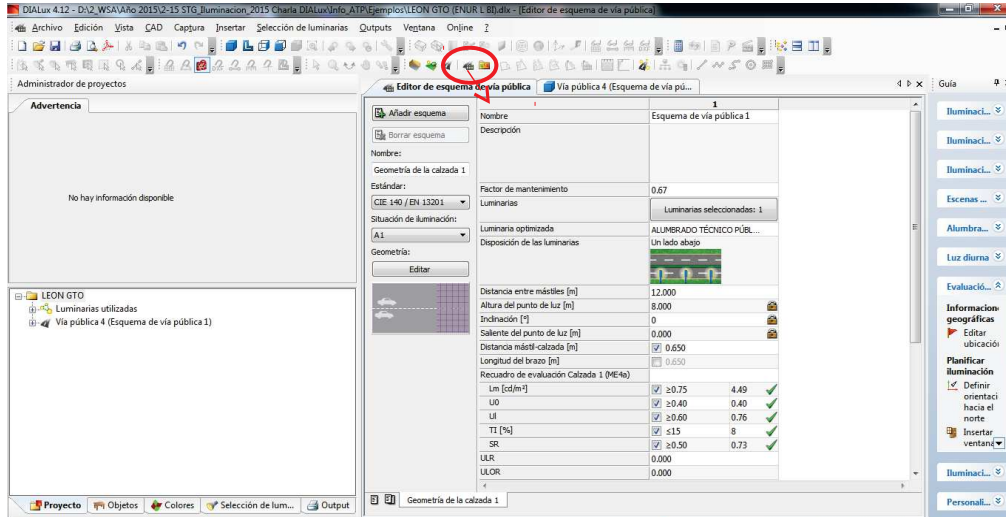 DIALux 4.12 - D:\2_WSA\Año 2015\2-15 STG_Iluminacion_2015 Charla DIALux\Info_ATP\Ejemplos\LEON GTO (ENUR L BI).dlx - [Editor de esquema de vía pública]
Archivo Edición Vista CAD Captura Insertar Selección de luminarias Outputs Ventana Online ?
Administrador de proyectos
Advertencia
No hay información disponible
LEON GTO
Luminarias utilizadas
Vía pública 4 (Esquema de vía pública 1)
Proyecto Objetos Colores Selección de lum... Output
Editor de esquema de vía pública Vía pública 4 (Esquema de vía pú...
Añadir esquema
Borrar esquema
Nombre:
Geometría de la calzada 1
Estándar:
CIE 140 / EN 13201
Situación de iluminación:
A1
Geometría:
Editar
1
Nombre Esquema de vía pública 1
Descripción
Factor de mantenimiento 0.67
Luminarias Luminarias seleccionadas: 1
Luminaria optimizada ALUMBRADO TÉCNICO PÚBL...
Disposición de las luminarias Un lado abajo
Distancia entre mástiles [m] 12.000
Altura del punto de luz [m] 8.000
Inclinación [°] 0
Saliente del punto de luz [m] 0.000
Distancia mástil-calzada [m] 0.650
Longitud del brazo [m] 0.650
Recuadro de evaluación Calzada 1 (ME4a)
Lm [cd/m²] ≥0.75 4.49
U0 ≥0.40 0.40
Ul ≥0.60 0.76
TI [%] ≤15 8
SR ≥0.50 0.73
ULR 0.000
ULOR 0.000
Geometría de la calzada 1
Guía
Iluminaci...
Iluminaci...
Iluminaci...
Escenas ...
Alumbra...
Luz diurna
Evaluació...
Informacion
geográficas
Editar
ubicació
Planificar
iluminación
Definir
orientaci
hacia el
norte
Insertar
ventana
Iluminaci...
Personali...